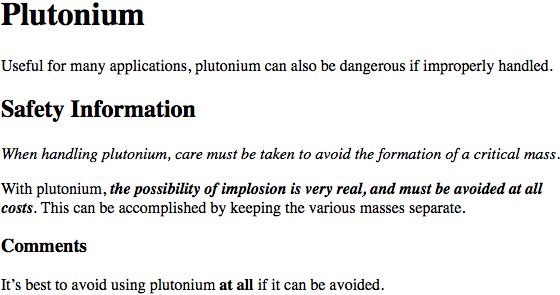 Plutonium
Useful for many applications, plutonium can also be dangerous if improperly handled.
Safety Information
When handling plutonium, care must be taken to avoid the formation of a critical mass.
With plutonium, the possibility of implosion is very real, and must be avoided at all
costs. This can be accomplished by keeping the various masses separate.
Comments
It’s best to avoid using plutonium at all if it can be avoided.